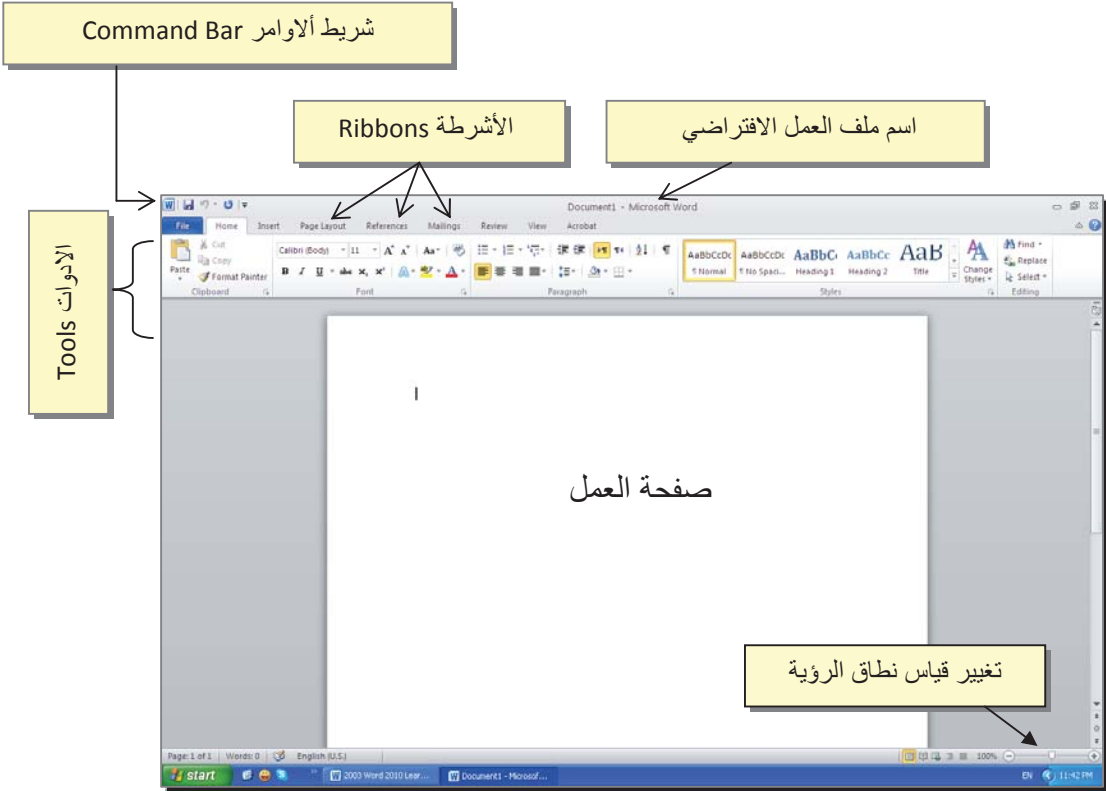 شريط ألاوامر Command Bar
الأشرطة Ribbons
اسم ملف العمل الافتراضي
Document1 - Microsoft Word
File Home Insert Page Layout References Mailings Review View Acrobat
الادوات Tools
Paste
Cut
Copy
Format Painter
Clipboard
Calibri (Body) 11
Font
Paragraph
AaBbCcDc AaBbCcDc AaBbC AaBbCc AaB
¶ Normal ¶ No Spaci... Heading 1 Heading 2 Title
Change
Styles
Styles
Find
Replace
Select
Editing
صفحة العمل
تغيير قياس نطاق الرؤية
Page: 1 of 1 Words: 0 English (U.S.) 100%
start 2003 Word 2010 Lear... Document1 - Microsof... EN 11:42 PM